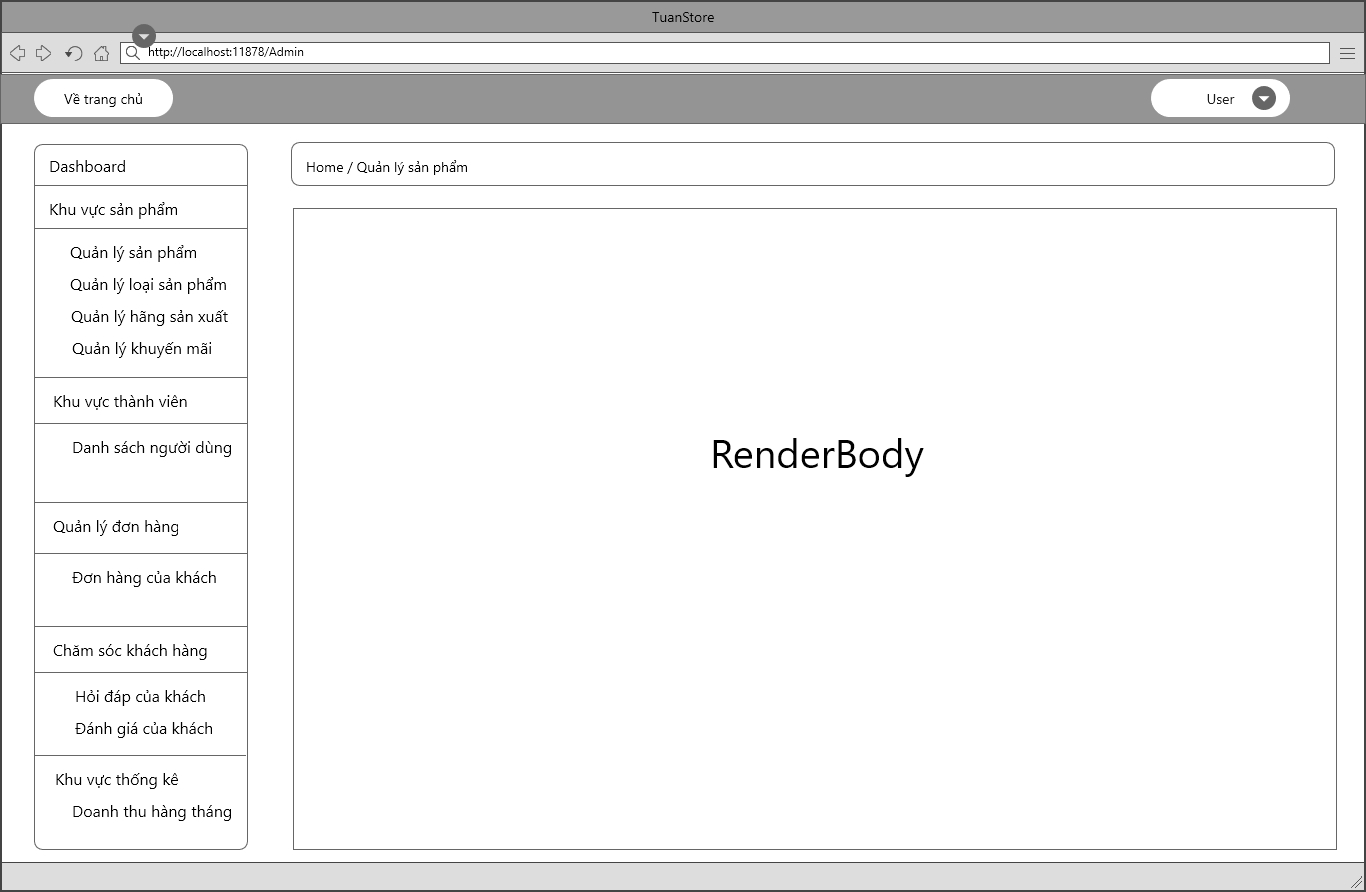 TuanStore
http://localhost:11878/Admin
Về trang chủ
User
Dashboard
Khu vực sản phẩm
Quản lý sản phẩm
Quản lý loại sản phẩm
Quản lý hãng sản xuất
Quản lý khuyến mãi
Khu vực thành viên
Danh sách người dùng
Quản lý đơn hàng
Đơn hàng của khách
Chăm sóc khách hàng
Hỏi đáp của khách
Đánh giá của khách
Khu vực thống kê
Doanh thu hàng tháng
Home / Quản lý sản phẩm
RenderBody